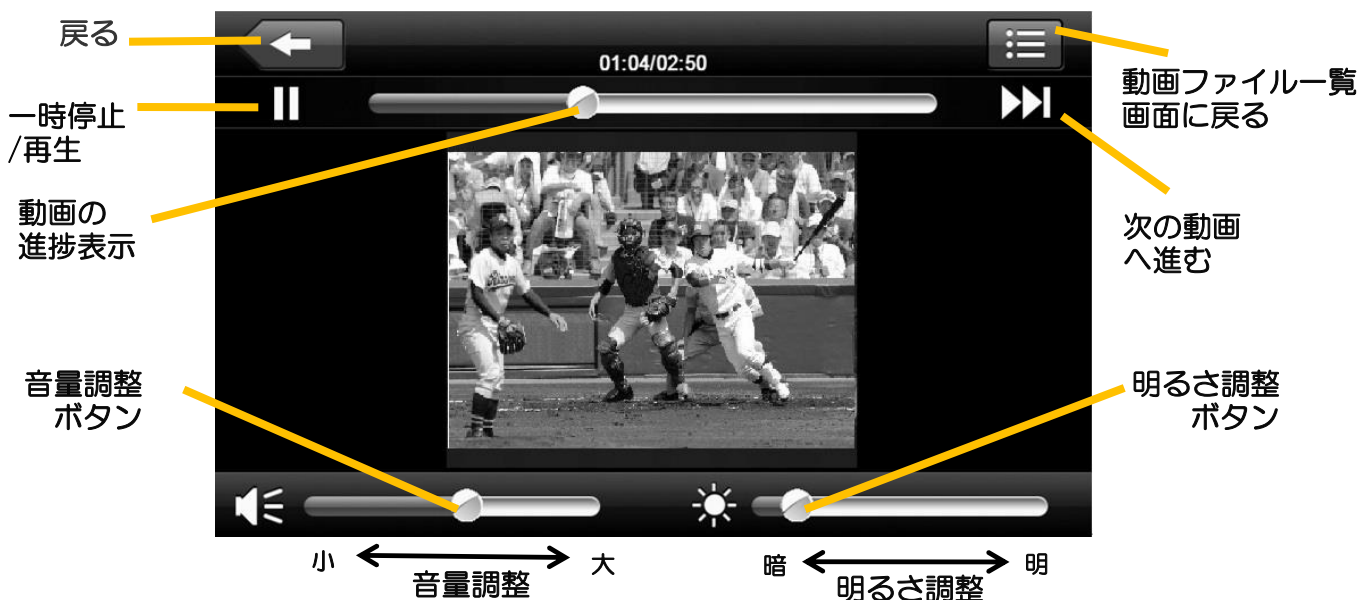 戻る
01:04/02:50
動画ファイル一覧
画面に戻る
一時停止
/再生
動画の
進捗表示
次の動画
へ進む
音量調整
ボタン
明るさ調整
ボタン
小
大
音量調整
暗
明
明るさ調整